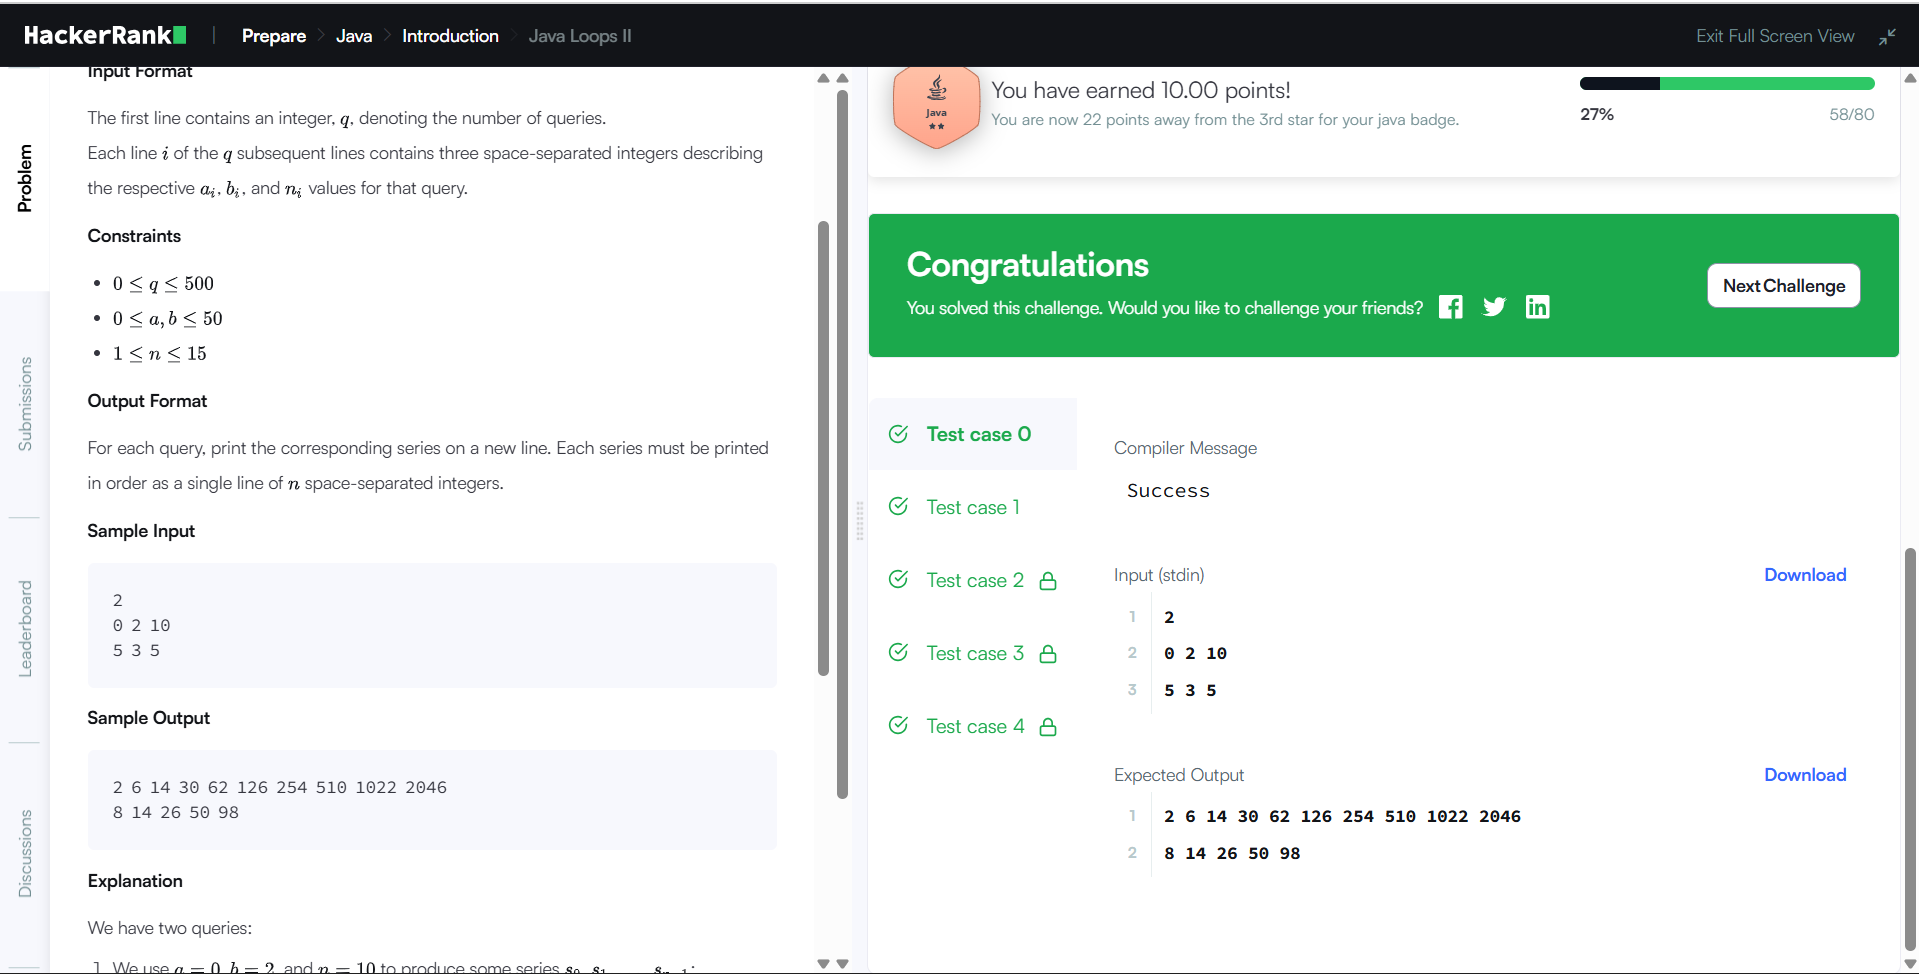 HackerRank
Prepare
Java
Introduction
Java Loops II
Exit Full Screen View
Problem
Submissions
Leaderboard
Discussions
Input Format
The first line contains an integer, q, denoting the number of queries.
Each line i of the q subsequent lines contains three space-separated integers describing
the respective aᵢ, bᵢ, and nᵢ values for that query.
Constraints
• 0 ≤ q ≤ 500
• 0 ≤ a, b ≤ 50
• 1 ≤ n ≤ 15
Output Format
For each query, print the corresponding series on a new line. Each series must be printed
in order as a single line of n space-separated integers.
Sample Input
2
0 2 10
5 3 5
Sample Output
2 6 14 30 62 126 254 510 1022 2046
8 14 26 50 98
Explanation
We have two queries:
1. We use a = 0, b = 2, and n = 10 to produce some series s₀, s₁, ..., sₙ₋₁:
Java
You have earned 10.00 points!
You are now 22 points away from the 3rd star for your java badge.
27%
58/80
Congratulations
You solved this challenge. Would you like to challenge your friends?
Next Challenge
Test case 0
Test case 1
Test case 2
Test case 3
Test case 4
Compiler Message
Success
Input (stdin)
Download
1 2
2 0 2 10
3 5 3 5
Expected Output
Download
1 2 6 14 30 62 126 254 510 1022 2046
2 8 14 26 50 98